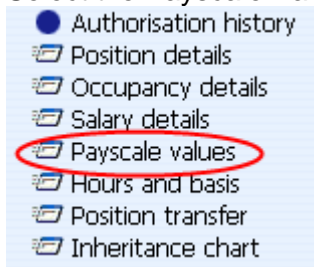 Authorisation history
Position details
Occupancy details
Salary details
Payscale values
Hours and basis
Position transfer
Inheritance chart